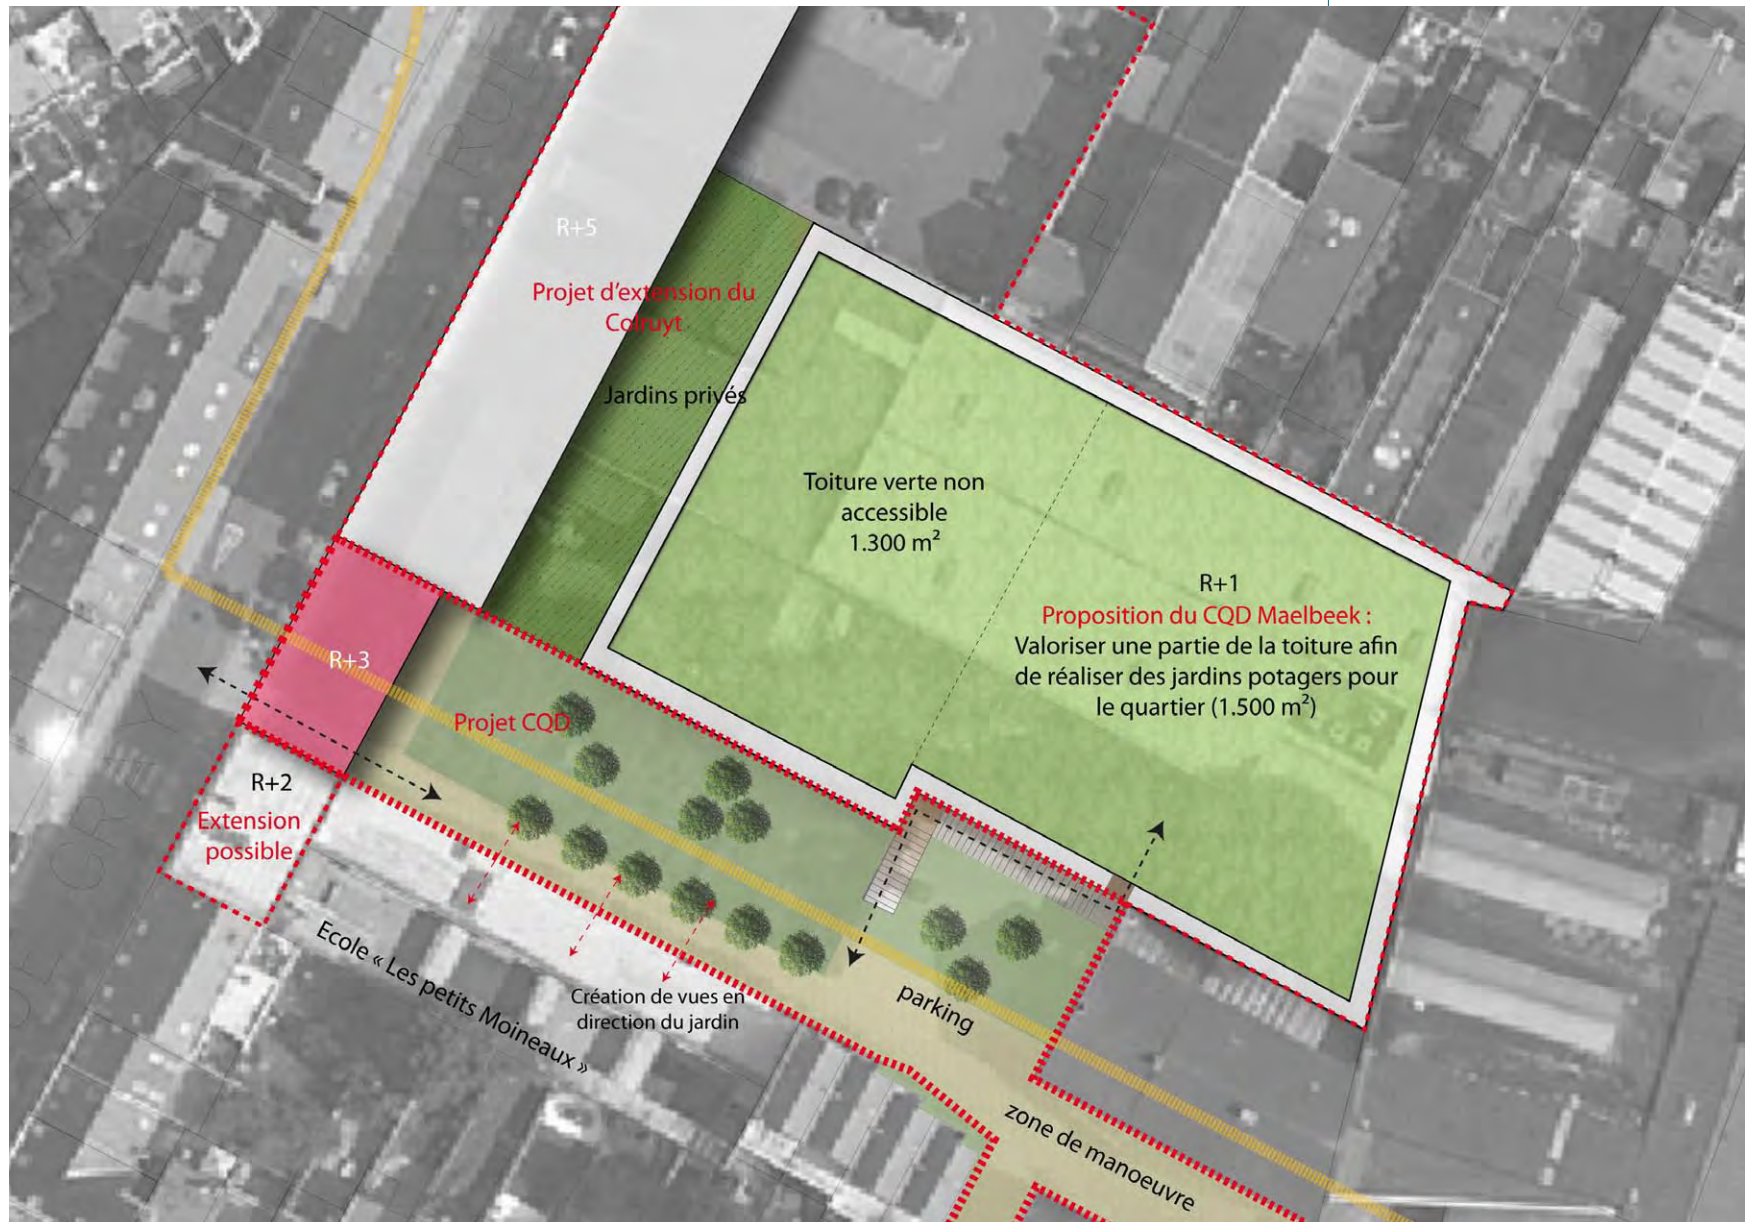 RUE
R+5
Projet d'extension du
Colruyt
Jardins privés
Toiture verte non
accessible
1.300 m²
R+1
Proposition du CQD Maelbeek :
Valoriser une partie de la toiture afin
de réaliser des jardins potagers pour
le quartier (1.500 m²)
R+3
Projet CQD
R+2
Extension
possible
GRAY
Ecole « Les petits Moineaux »
Création de vues en
direction du jardin
parking
zone de manoeuvre